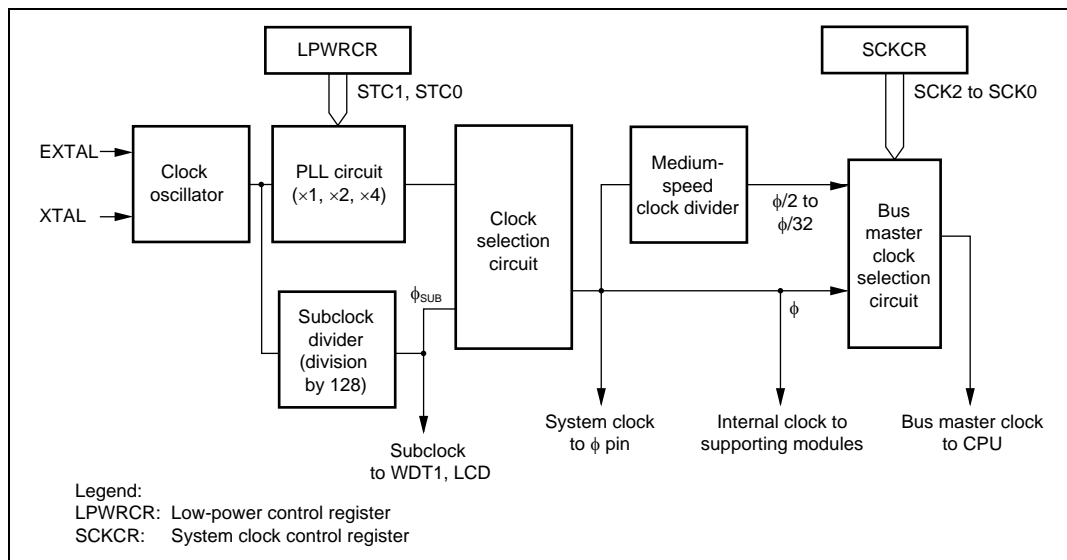 LPWRCR
SCKCR
STC1, STC0
SCK2 to SCK0
EXTAL
XTAL
Clock
oscillator
PLL circuit
(×1, ×2, ×4)
Subclock
divider
(division
by 128)
ϕSUB
Clock
selection
circuit
Medium-
speed
clock divider
ϕ/2 to
ϕ/32
ϕ
Bus
master
clock
selection
circuit
Subclock
to WDT1, LCD
System clock
to ϕ pin
Internal clock to
supporting modules
Bus master clock
to CPU
Legend:
LPWRCR: Low-power control register
SCKCR: System clock control register